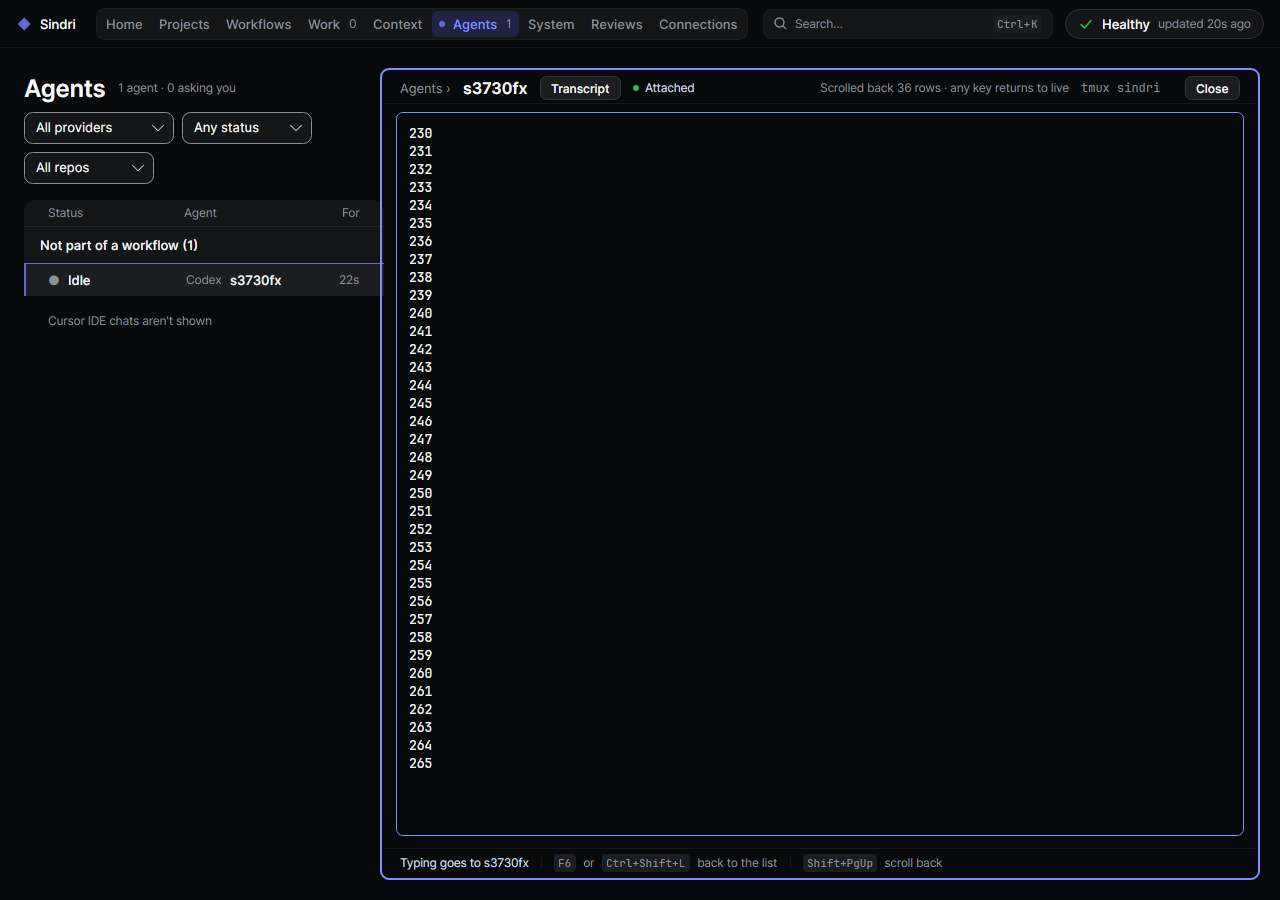 Sindri
Home Projects Workflows Work 0 Context Agents 1 System Reviews Connections
Search... Ctrl+K
Healthy updated 20s ago
Agents 1 agent · 0 asking you
All providers Any status
All repos
Status Agent For
Not part of a workflow (1)
Idle Codex s3730fx 22s
Cursor IDE chats aren't shown
Agents › s3730fx Transcript Attached Scrolled back 36 rows · any key returns to live tmux sindri Close
230
231
232
233
234
235
236
237
238
239
240
241
242
243
244
245
246
247
248
249
250
251
252
253
254
255
256
257
258
259
260
261
262
263
264
265
Typing goes to s3730fx F6 or Ctrl+Shift+L back to the list Shift+PgUp scroll back